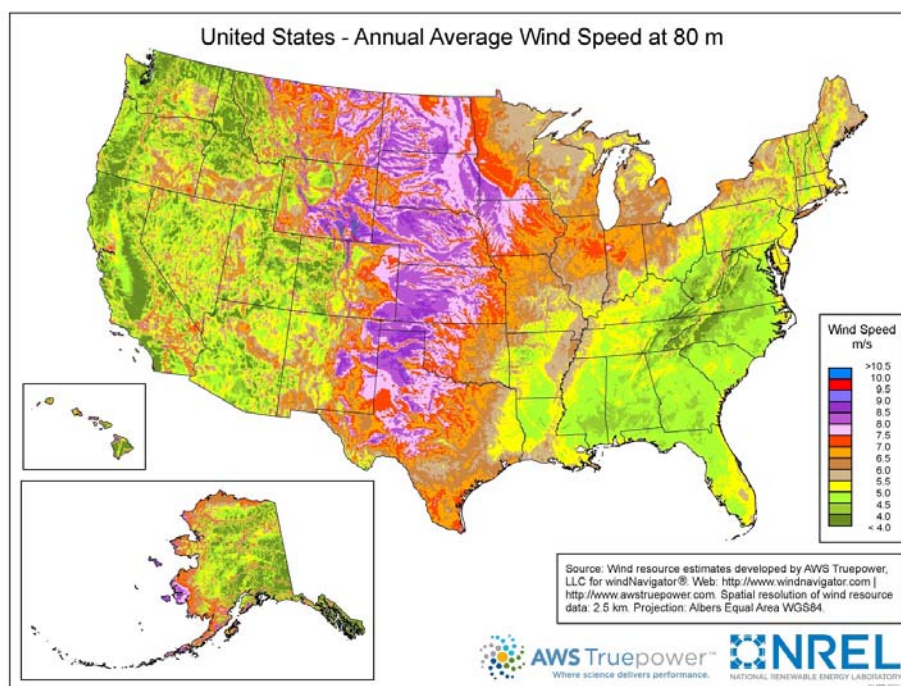 United States - Annual Average Wind Speed at 80 m
Wind Speed
m/s
>10.5
10.0
9.5
9.0
8.5
8.0
7.5
7.0
6.5
6.0
5.5
5.0
4.5
4.0
< 4.0
Source: Wind resource estimates developed by AWS Truepower,
LLC for windNavigator®. Web: http://www.windnavigator.com |
http://www.awstruepower.com. Spatial resolution of wind resource
data: 2.5 km. Projection: Albers Equal Area WGS84.
AWS Truepower™
Where science delivers performance.
NREL
NATIONAL RENEWABLE ENERGY LABORATORY